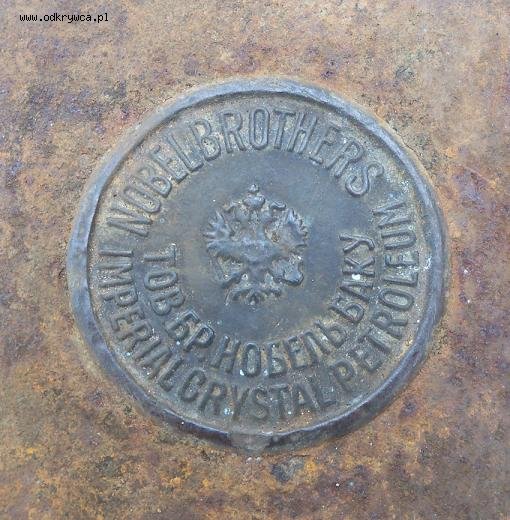 www.odkrywca.pl
NOBEL BROTHERS
ТОВ БР. НОБЕЛЬ БАКУ
IMPERIAL CRYSTAL PETROLEUM